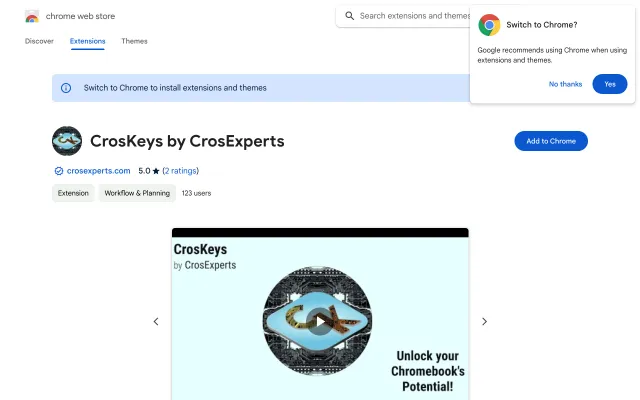 chrome web store
Search extensions and themes
Switch to Chrome?
Google recommends using Chrome when using
extensions and themes.
No thanks
Yes
Discover
Extensions
Themes
Switch to Chrome to install extensions and themes
CrosKeys by CrosExperts
Add to Chrome
crosexperts.com
5.0 ★ (2 ratings)
Extension
Workflow & Planning
123 users
CrosKeys
by CrosExperts
CX
Unlock your
Chromebook's
Potential!